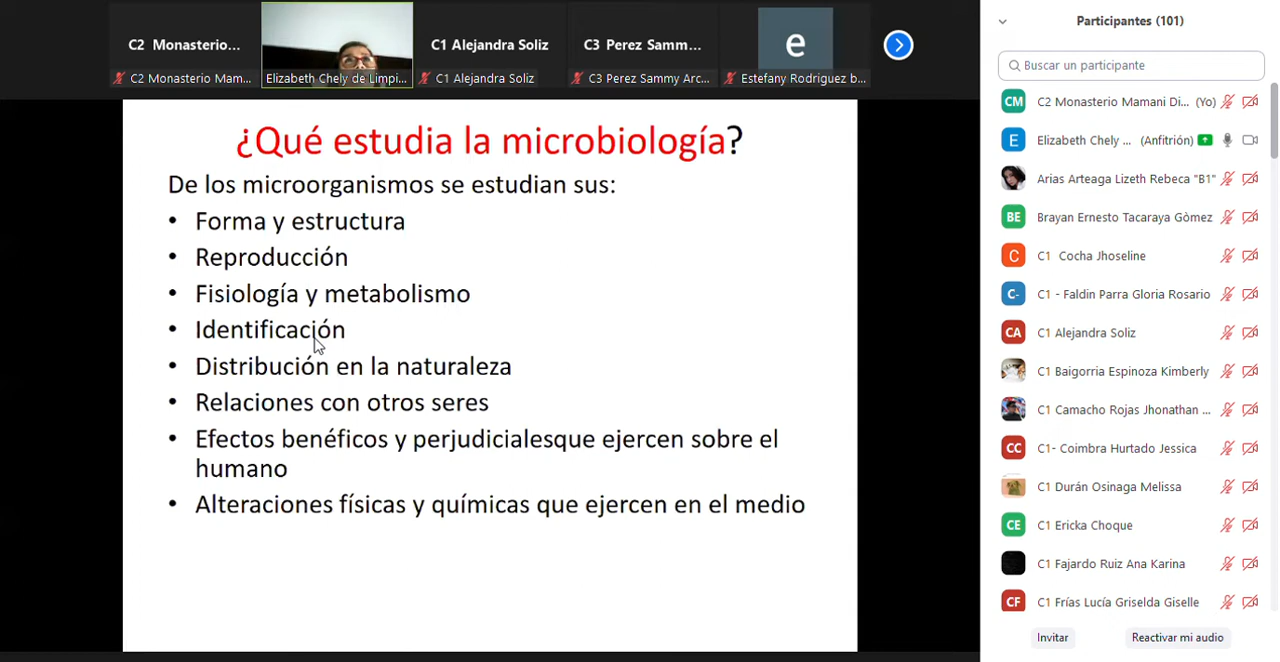 C2 Monasterio...
C1 Alejandra Soliz
C3 Perez Samm...
e
C2 Monasterio Mam...
Elizabeth Chely de Limpi...
C1 Alejandra Soliz
C3 Perez Sammy Arc...
Estefany Rodriguez b...
¿Qué estudia la microbiología?
De los microorganismos se estudian sus:
• Forma y estructura
• Reproducción
• Fisiología y metabolismo
• Identificación
• Distribución en la naturaleza
• Relaciones con otros seres
• Efectos benéficos y perjudicialesque ejercen sobre el
humano
• Alteraciones físicas y químicas que ejercen en el medio
Participantes (101)
Buscar un participante
CM C2 Monasterio Mamani Di... (Yo)
E Elizabeth Chely ... (Anfitrión)
Arias Arteaga Lizeth Rebeca "B1"
BE Brayan Ernesto Tacaraya Gòmez
C C1 Cocha Jhoseline
C- C1 - Faldin Parra Gloria Rosario
CA C1 Alejandra Soliz
C1 Baigorria Espinoza Kimberly
C1 Camacho Rojas Jhonathan ...
CC C1- Coimbra Hurtado Jessica
C1 Durán Osinaga Melissa
CE C1 Ericka Choque
C1 Fajardo Ruiz Ana Karina
CF C1 Frías Lucía Griselda Giselle
Invitar
Reactivar mi audio